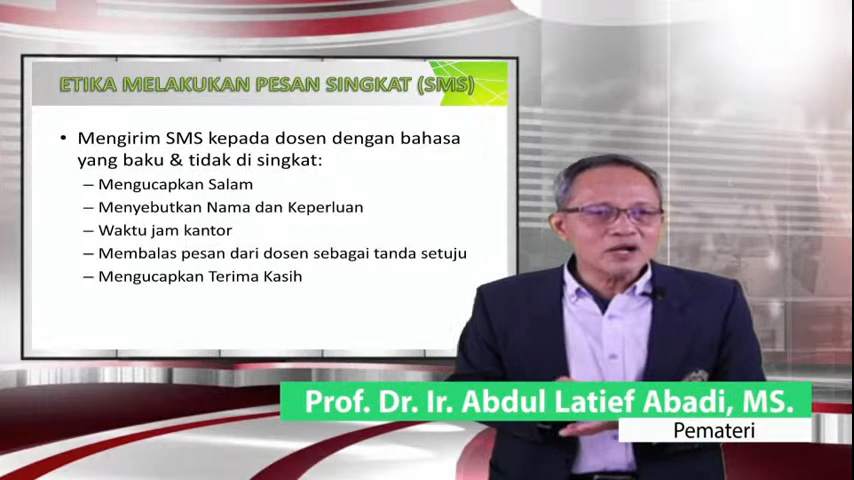 ETIKA MELAKUKAN PESAN SINGKAT (SMS)
• Mengirim SMS kepada dosen dengan bahasa
yang baku & tidak di singkat:
– Mengucapkan Salam
– Menyebutkan Nama dan Keperluan
– Waktu jam kantor
– Membalas pesan dari dosen sebagai tanda setuju
– Mengucapkan Terima Kasih
Prof. Dr. Ir. Abdul Latief Abadi, MS.
Pemateri